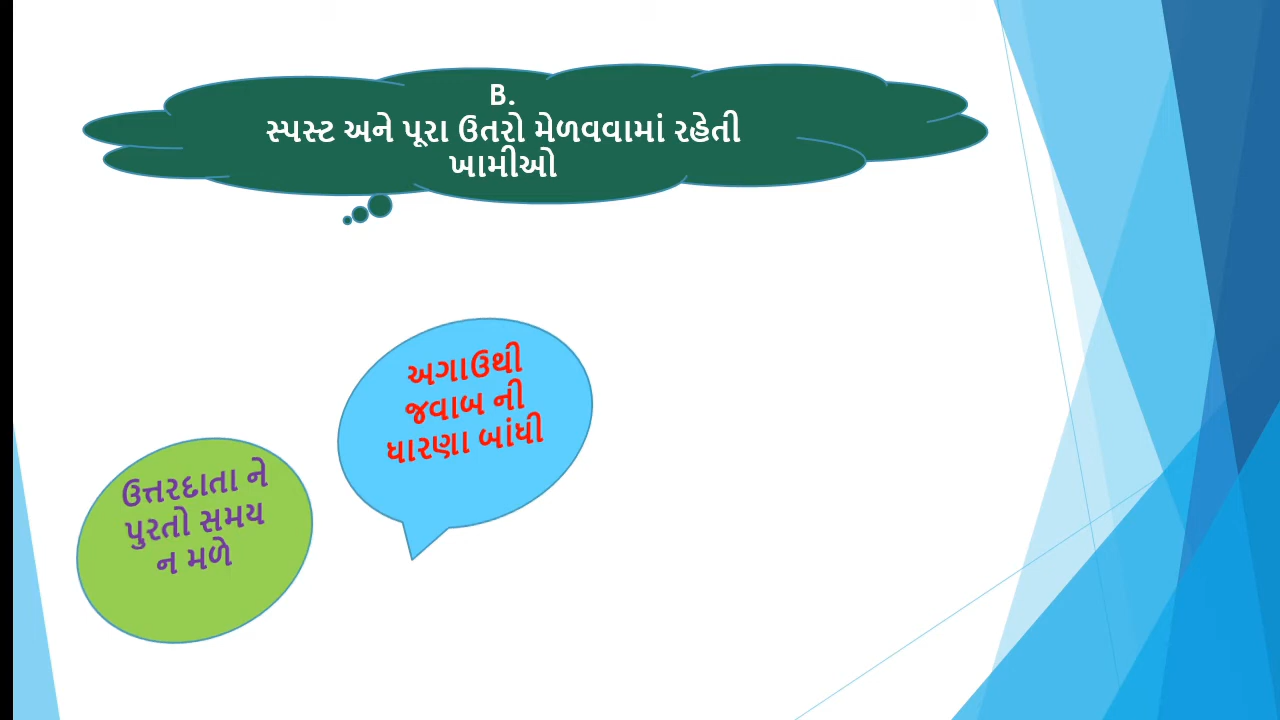 B.
સ્પસ્ટ અને પૂરા ઉતરો મેળવવામાં રહેતી
ખામીઓ
અગાઉથી
જવાબ ની
ધારણા બાંધી
ઉત્તરદાતા ને
પુરતો સમય
ન મળે